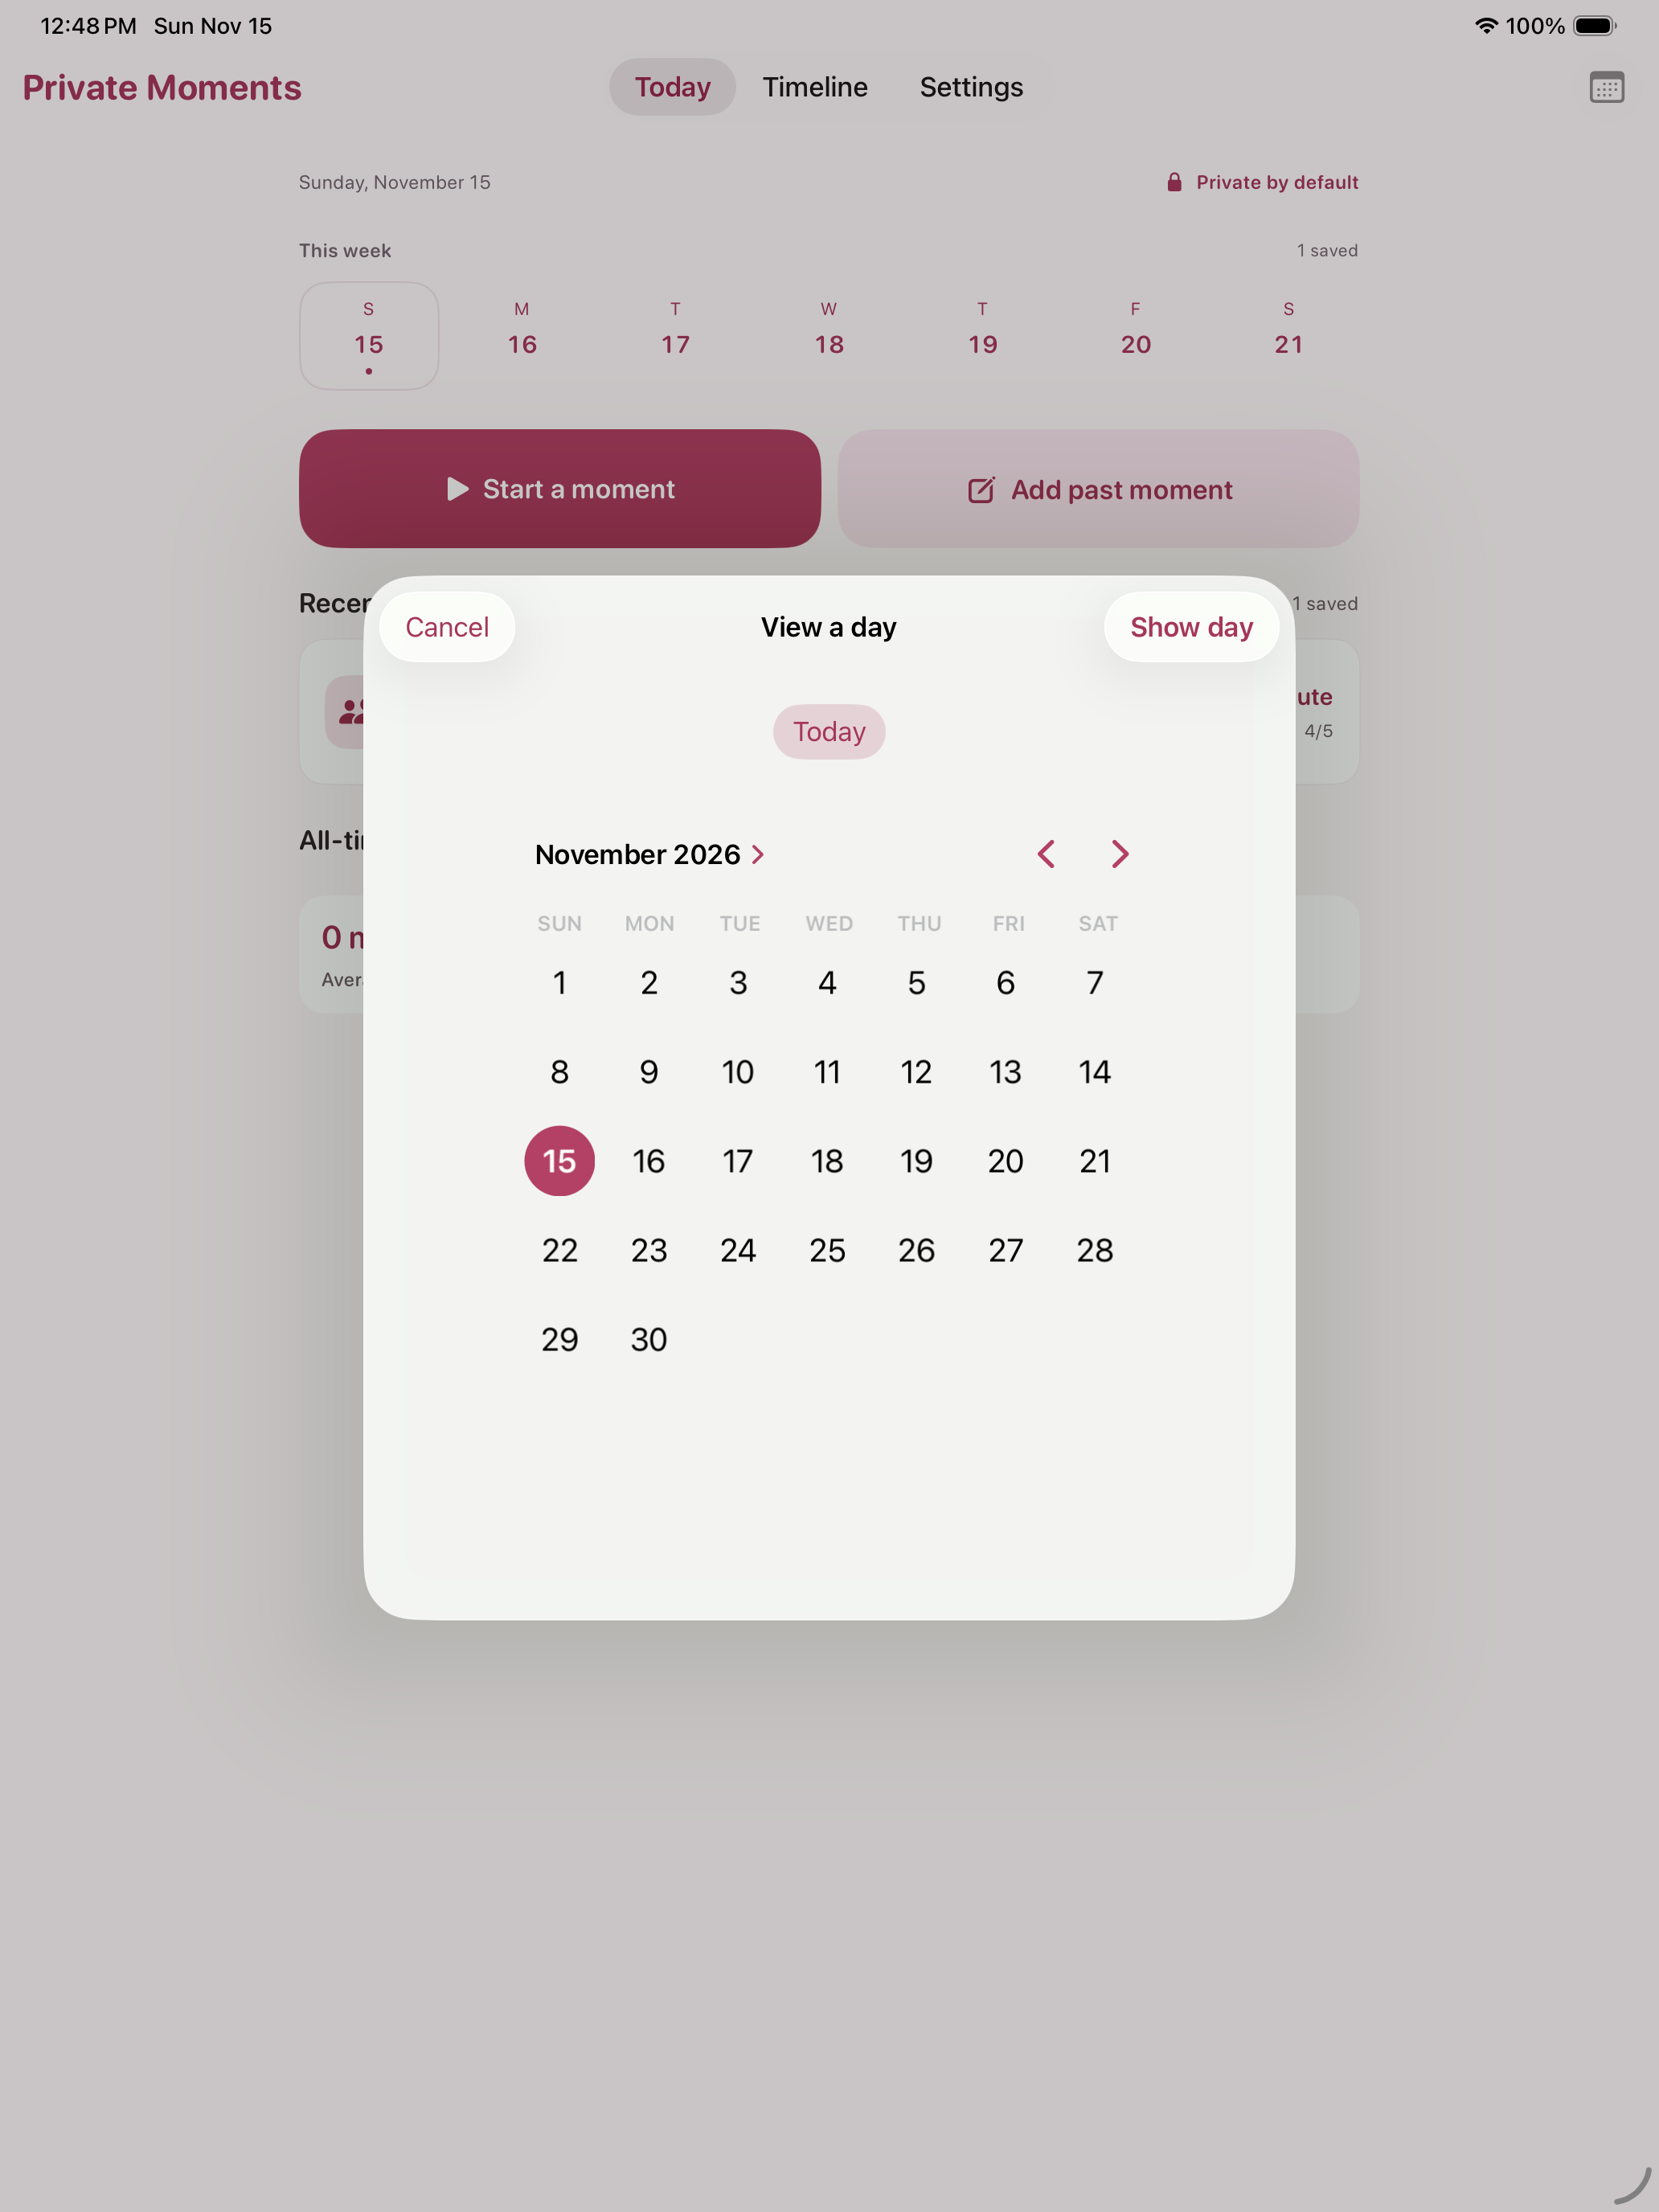 12:48 PM Sun Nov 15 100%
Private Moments Today Timeline Settings
Sunday, November 15 Private by default
This week 1 saved
S M T W T F S
15 16 17 18 19 20 21
Start a moment Add past moment
1 saved
Cancel View a day Show day
4/5
Today
November 2026
SUN MON TUE WED THU FRI SAT
1 2 3 4 5 6 7
8 9 10 11 12 13 14
15 16 17 18 19 20 21
22 23 24 25 26 27 28
29 30